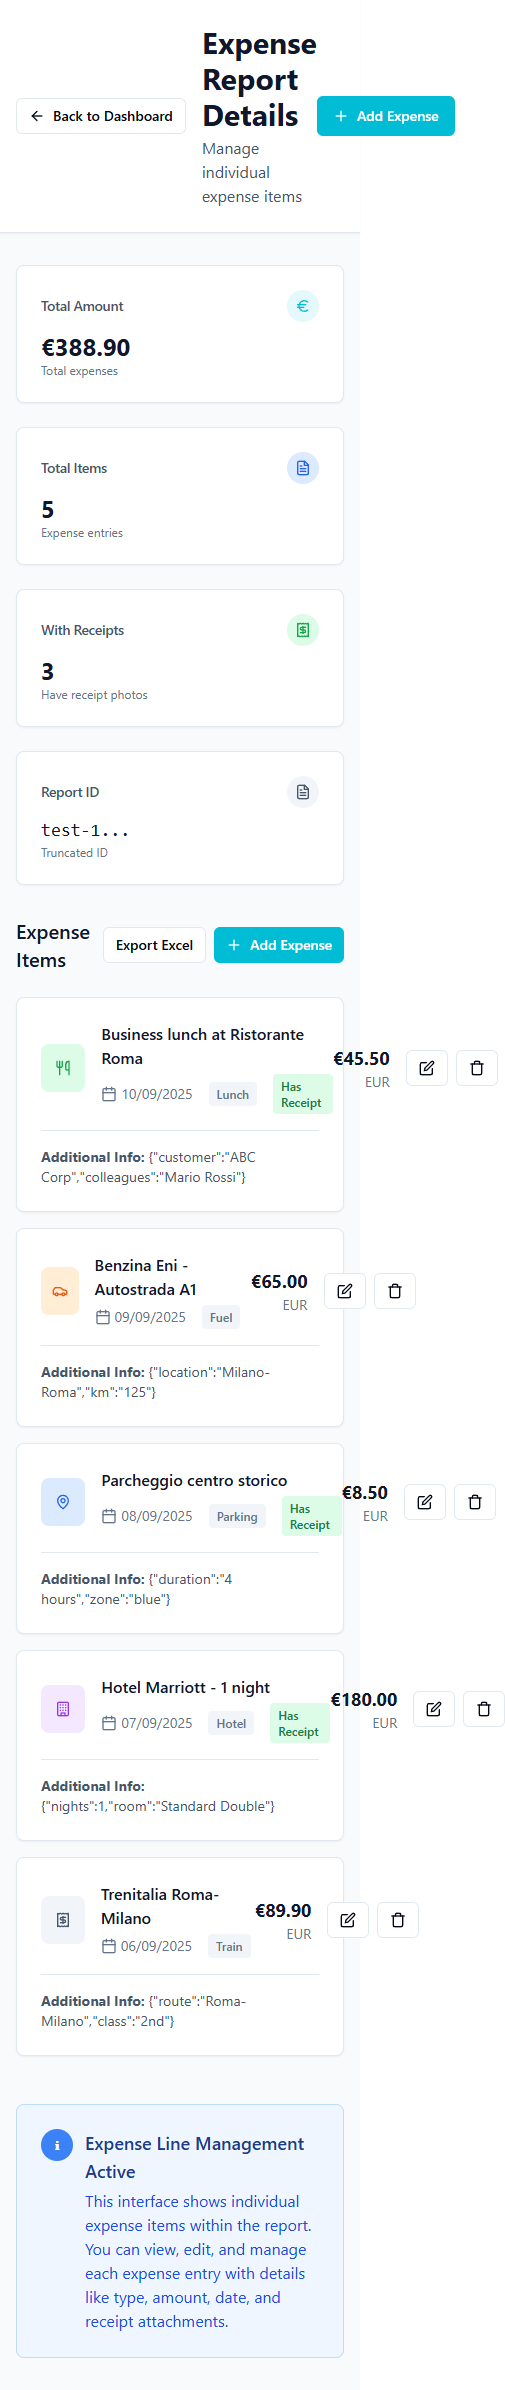 Back to Dashboard
Expense
Report
Details
Manage
individual
expense items
Add Expense
Total Amount
€388.90
Total expenses
Total Items
5
Expense entries
With Receipts
3
Have receipt photos
Report ID
test-1...
Truncated ID
Expense
Items
Export Excel
Add Expense
Business lunch at Ristorante
Roma
10/09/2025 Lunch Has
Receipt
€45.50
EUR
Additional Info: {"customer":"ABC
Corp","colleagues":"Mario Rossi"}
Benzina Eni -
Autostrada A1
09/09/2025 Fuel
€65.00
EUR
Additional Info: {"location":"Milano-
Roma","km":"125"}
Parcheggio centro storico
08/09/2025 Parking Has
Receipt
€8.50
EUR
Additional Info: {"duration":"4
hours","zone":"blue"}
Hotel Marriott - 1 night
07/09/2025 Hotel Has
Receipt
€180.00
EUR
Additional Info:
{"nights":1,"room":"Standard Double"}
Trenitalia Roma-
Milano
06/09/2025 Train
€89.90
EUR
Additional Info: {"route":"Roma-
Milano","class":"2nd"}
Expense Line Management
Active
This interface shows individual
expense items within the report.
You can view, edit, and manage
each expense entry with details
like type, amount, date, and
receipt attachments.